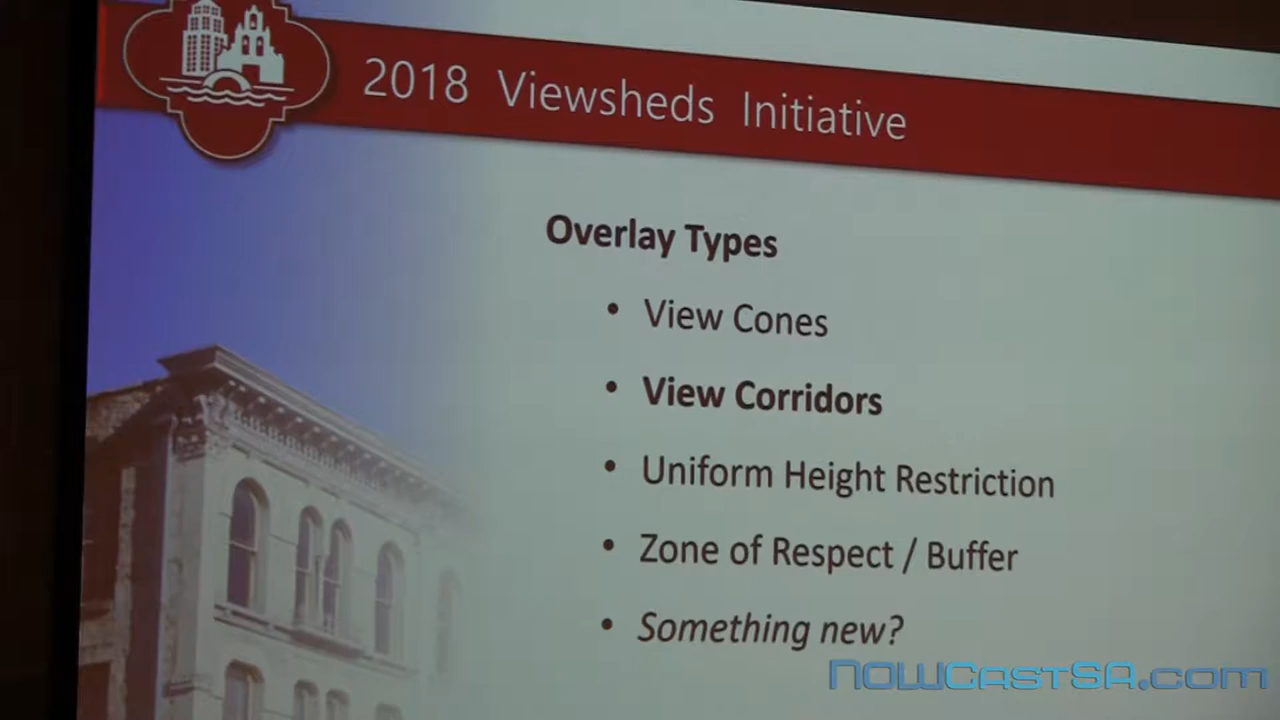 2018 Viewsheds Initiative
Overlay Types
• View Cones
• View Corridors
• Uniform Height Restriction
• Zone of Respect / Buffer
• Something new?
NOWCastSA.com